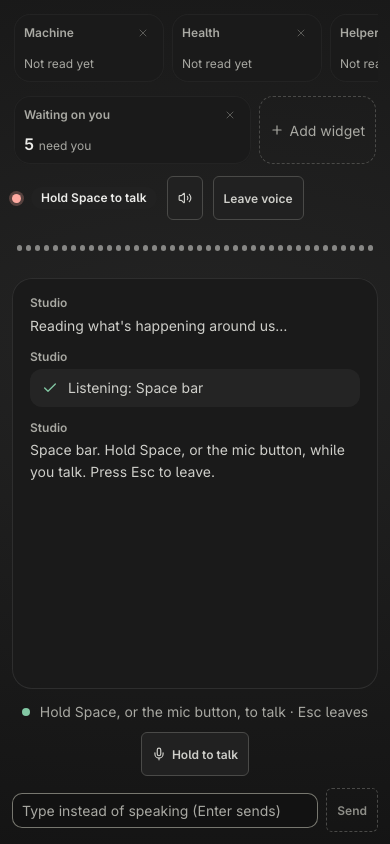 Machine
Health
Helper
Not read yet
Not read yet
Not rea
Waiting on you
5 need you
+ Add widget
Hold Space to talk
Leave voice
Studio
Reading what's happening around us...
Studio
Listening: Space bar
Studio
Space bar. Hold Space, or the mic button, while
you talk. Press Esc to leave.
Hold Space, or the mic button, to talk · Esc leaves
Hold to talk
Type instead of speaking (Enter sends)
Send